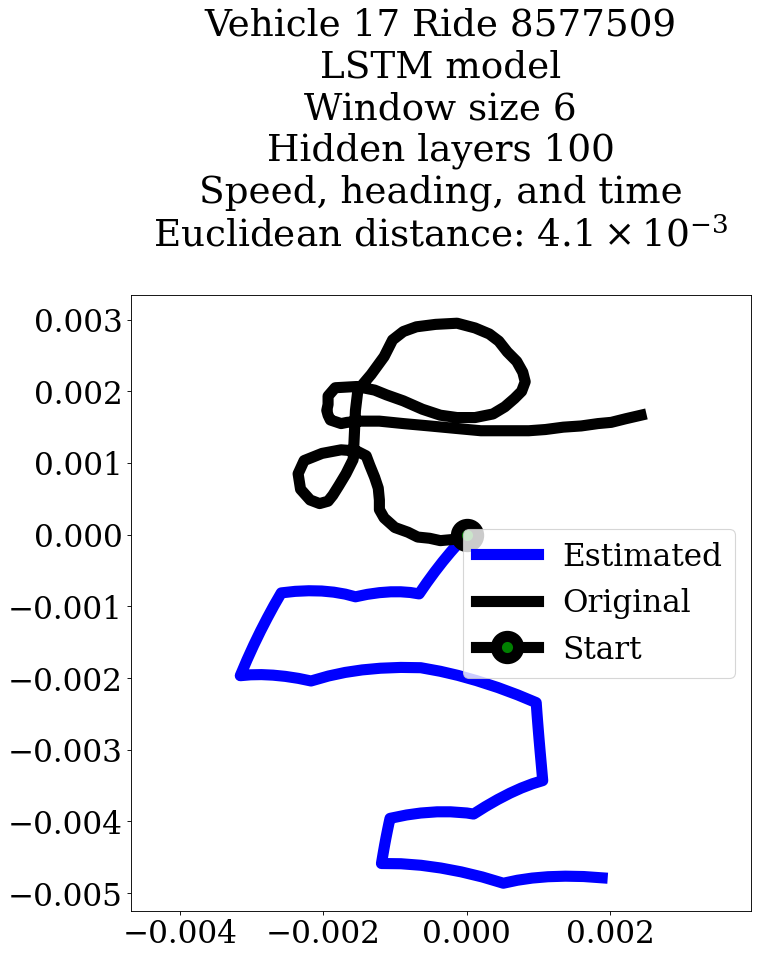 Vehicle 17 Ride 8577509
LSTM model
Window size 6
Hidden layers 100
Speed, heading, and time
Euclidean distance: 4.1 × 10⁻³
0.003
0.002
0.001
0.000
−0.001
−0.002
−0.003
−0.004
−0.005
Estimated
Original
Start
−0.004 −0.002 0.000 0.002